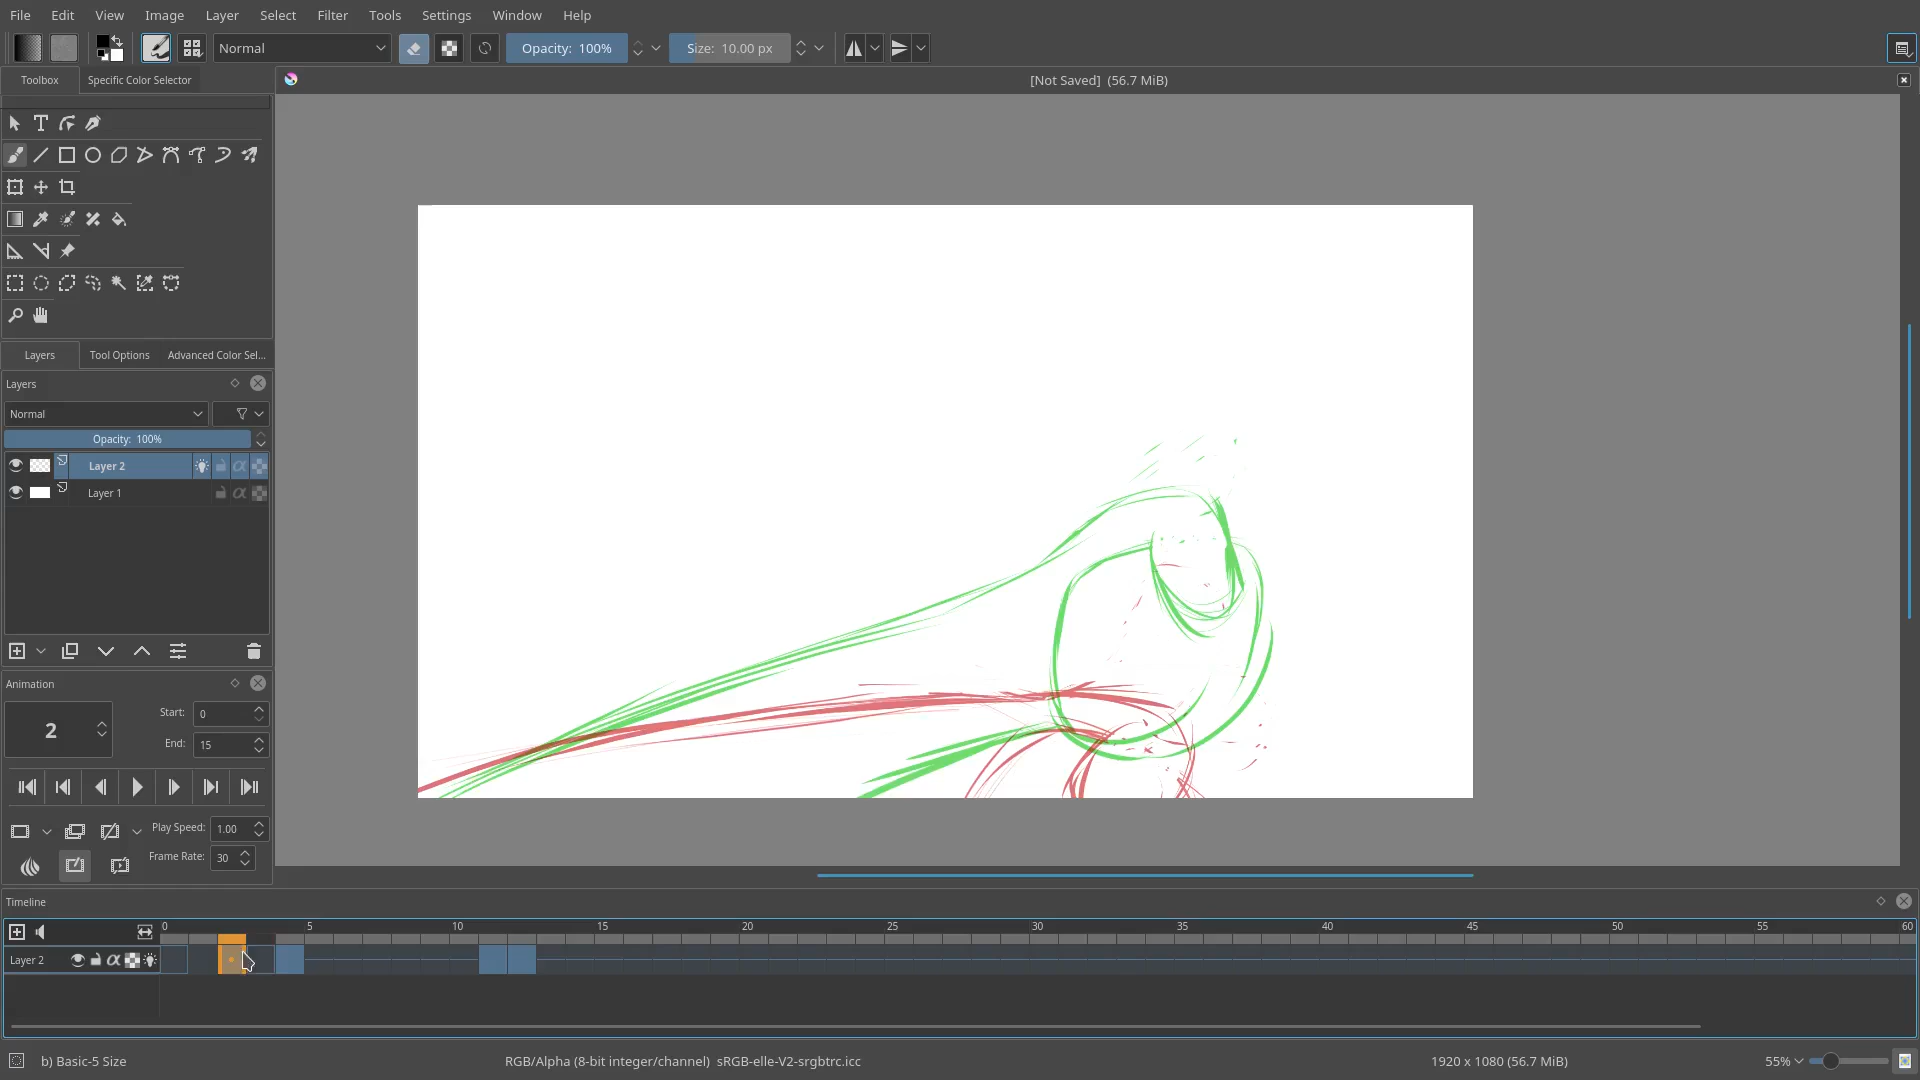 File Edit View Image Layer Select Filter Tools Settings Window Help
Normal Opacity: 100% Size: 10.00 px
Toolbox Specific Color Selector
[Not Saved] (56.7 MiB)
Layers Tool Options Advanced Color Sel...
Layers
Normal
Opacity: 100%
Layer 2
Layer 1
Animation
2
Start: 0
End: 15
Play Speed: 1.00
Frame Rate: 30
Timeline
0 5 10 15 20 25 30 35 40 45 50 55 60
Layer 2
b) Basic-5 Size RGB/Alpha (8-bit integer/channel) sRGB-elle-V2-srgbtrc.icc 1920 x 1080 (56.7 MiB) 55%